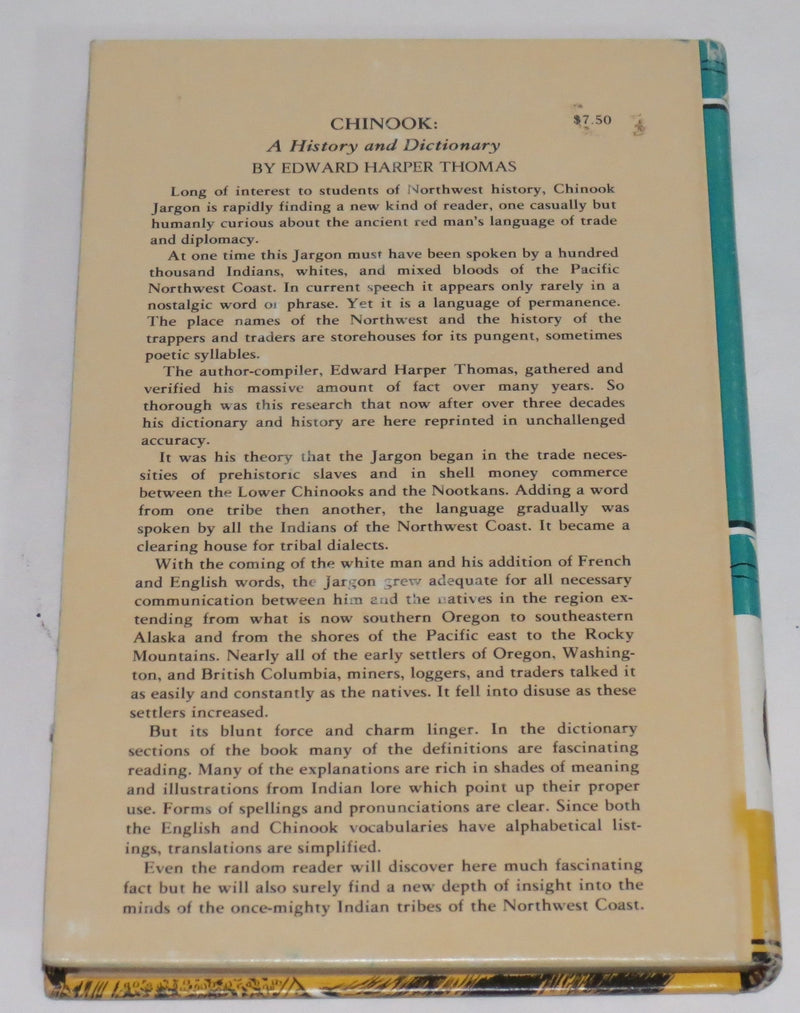 CHINOOK:
$7.50
A History and Dictionary
BY EDWARD HARPER THOMAS
Long of interest to students of Northwest history, Chinook
Jargon is rapidly finding a new kind of reader, one casually but
humanly curious about the ancient red man's language of trade
and diplomacy.
At one time this Jargon must have been spoken by a hundred
thousand Indians, whites, and mixed bloods of the Pacific
Northwest Coast. In current speech it appears only rarely in a
nostalgic word or phrase. Yet it is a language of permanence.
The place names of the Northwest and the history of the
trappers and traders are storehouses for its pungent, sometimes
poetic syllables.
The author-compiler, Edward Harper Thomas, gathered and
verified his massive amount of fact over many years. So
thorough was this research that now after over three decades
his dictionary and history are here reprinted in unchallenged
accuracy.
It was his theory that the Jargon began in the trade neces-
sities of prehistoric slaves and in shell money commerce
between the Lower Chinooks and the Nootkans. Adding a word
from one tribe then another, the language gradually was
spoken by all the Indians of the Northwest Coast. It became a
clearing house for tribal dialects.
With the coming of the white man and his addition of French
and English words, the Jargon grew adequate for all necessary
communication between him and the natives in the region ex-
tending from what is now southern Oregon to southeastern
Alaska and from the shores of the Pacific east to the Rocky
Mountains. Nearly all of the early settlers of Oregon, Washing-
ton, and British Columbia, miners, loggers, and traders talked it
as easily and constantly as the natives. It fell into disuse as these
settlers increased.
But its blunt force and charm linger. In the dictionary
sections of the book many of the definitions are fascinating
reading. Many of the explanations are rich in shades of meaning
and illustrations from Indian lore which point up their proper
use. Forms of spellings and pronunciations are clear. Since both
the English and Chinook vocabularies have alphabetical list-
ings, translations are simplified.
Even the random reader will discover here much fascinating
fact but he will also surely find a new depth of insight into the
minds of the once-mighty Indian tribes of the Northwest Coast.